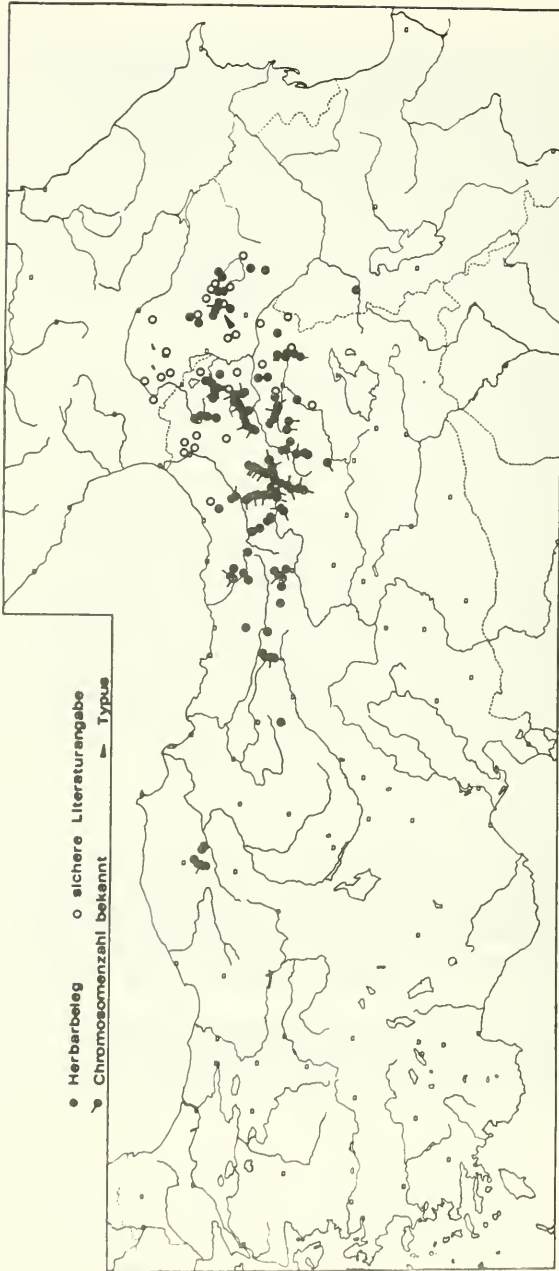 ● Herbarbeleg ○ sichere Literaturangabe
Chromosomenzahl bekannt Typus